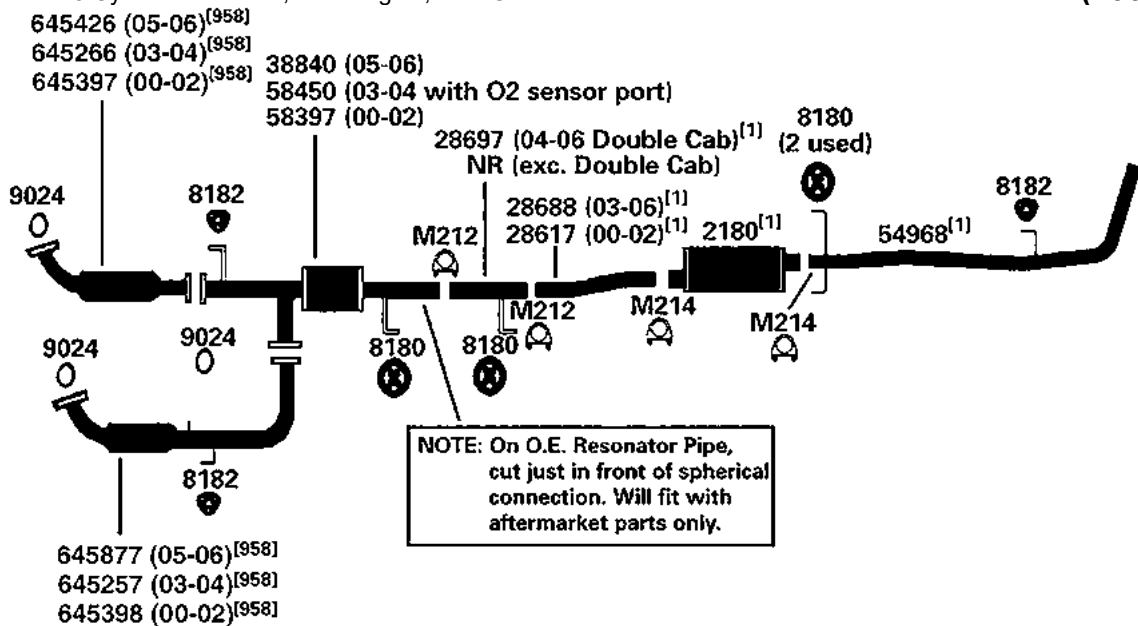 645426 (05-06)[958]
645266 (03-04)[958]
645397 (00-02)[958]
38840 (05-06)
58450 (03-04 with O2 sensor port)
58397 (00-02)
28697 (04-06 Double Cab)[1]
NR (exc. Double Cab)
8180
(2 used)
9024
8182
28688 (03-06)[1]
28617 (00-02)[1]
M212
2180[1]
54968[1]
8182
M212
M214
M214
9024
9024
8180
8180
8182
NOTE: On O.E. Resonator Pipe,
cut just in front of spherical
connection. Will fit with
aftermarket parts only.
645877 (05-06)[958]
645257 (03-04)[958]
645398 (00-02)[958]